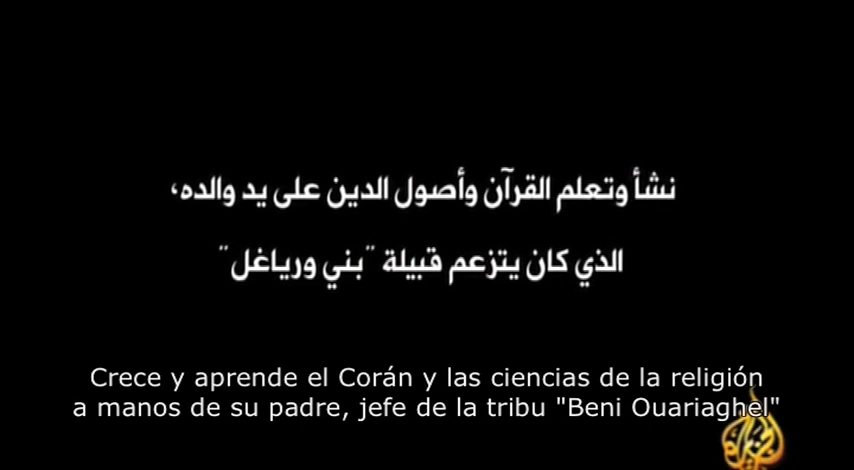 نشأ وتعلم القرآن وأصول الدين على يد والده،
الذي كان يتزعم قبيلة "بني ورياغل"
Crece y aprende el Corán y las ciencias de la religión
a manos de su padre, jefe de la tribu "Beni Ouariaghel"